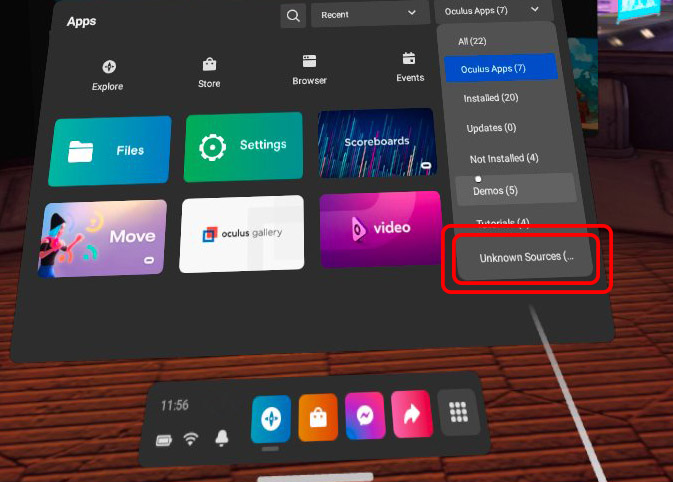 Apps
Recent
Oculus Apps (7)
All (22)
Oculus Apps (7)
Installed (20)
Updates (0)
Not Installed (4)
Demos (5)
Tutorials (4)
Unknown Sources (...
Explore
Store
Browser
Events
Files
Settings
Scoreboards
Move
oculus gallery
video
11:56